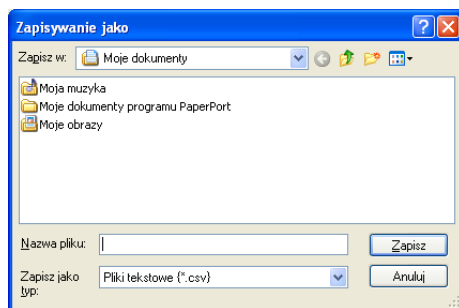 Zapisywanie jako
Zapisz w: Moje dokumenty
Moja muzyka
Moje dokumenty programu PaperPort
Moje obrazy
Nazwa pliku: Zapisz
Zapisz jako typ: Pliki tekstowe (*.csv) Anuluj